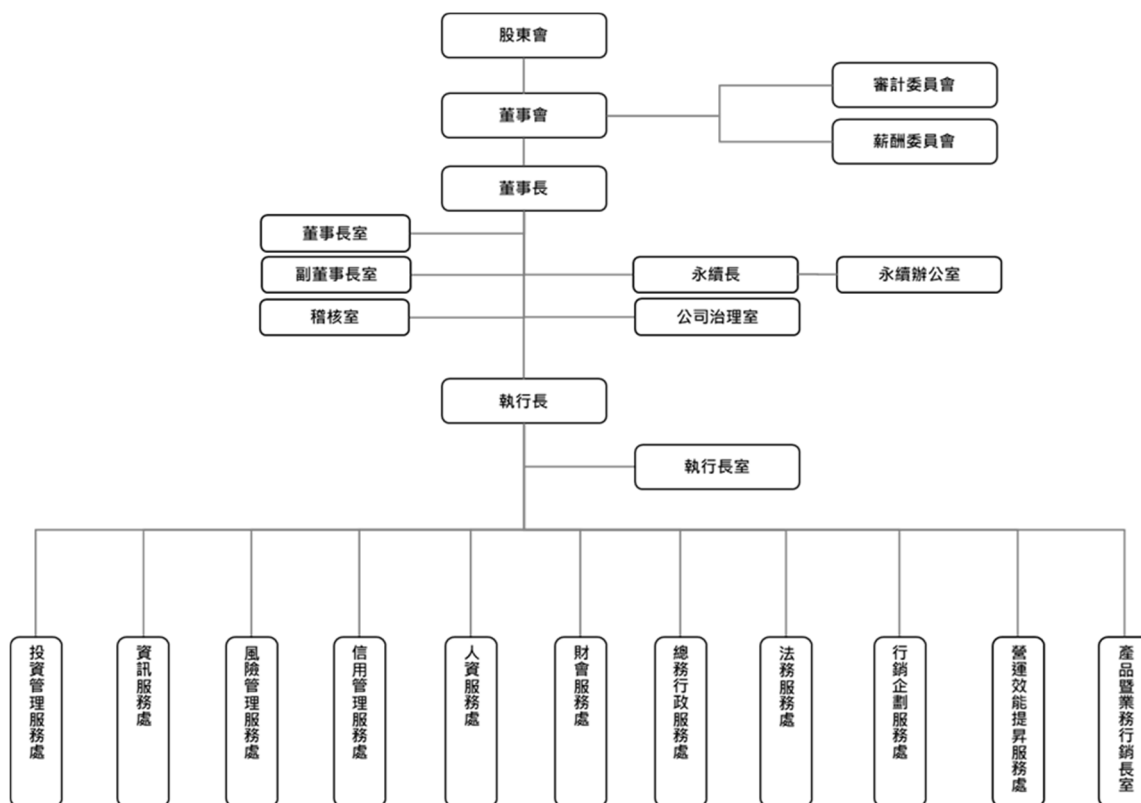 股東會
董事會
審計委員會
薪酬委員會
董事長
董事長室
副董事長室
永續長
永續辦公室
稽核室
公司治理室
執行長
執行長室
投資管理服務處
資訊服務處
風險管理服務處
信用管理服務處
人資服務處
財會服務處
總務行政服務處
法務服務處
行銷企劃服務處
營運效能提昇服務處
產品暨業務行銷長室